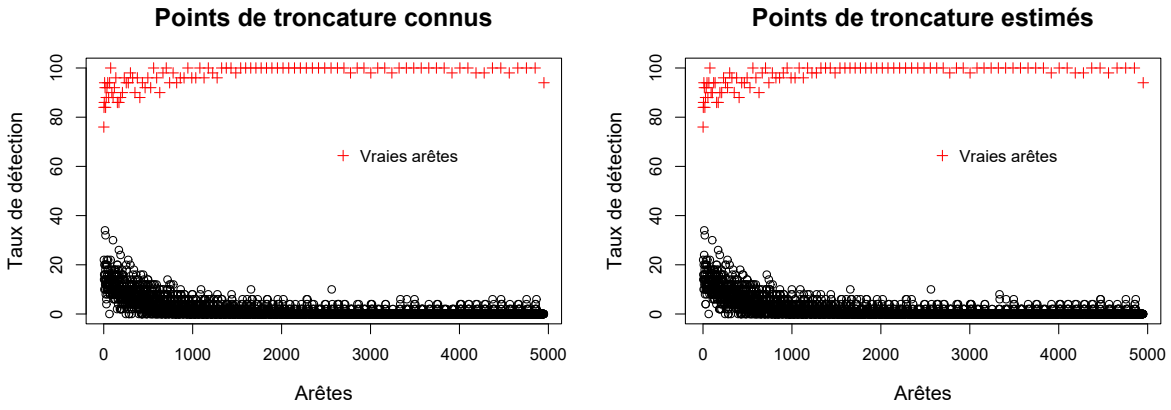 Points de troncature connus
Taux de détection
100
80
60
40
20
0
+ Vraies arêtes
0 1000 2000 3000 4000 5000
Arêtes
Points de troncature estimés
Taux de détection
100
80
60
40
20
0
+ Vraies arêtes
0 1000 2000 3000 4000 5000
Arêtes